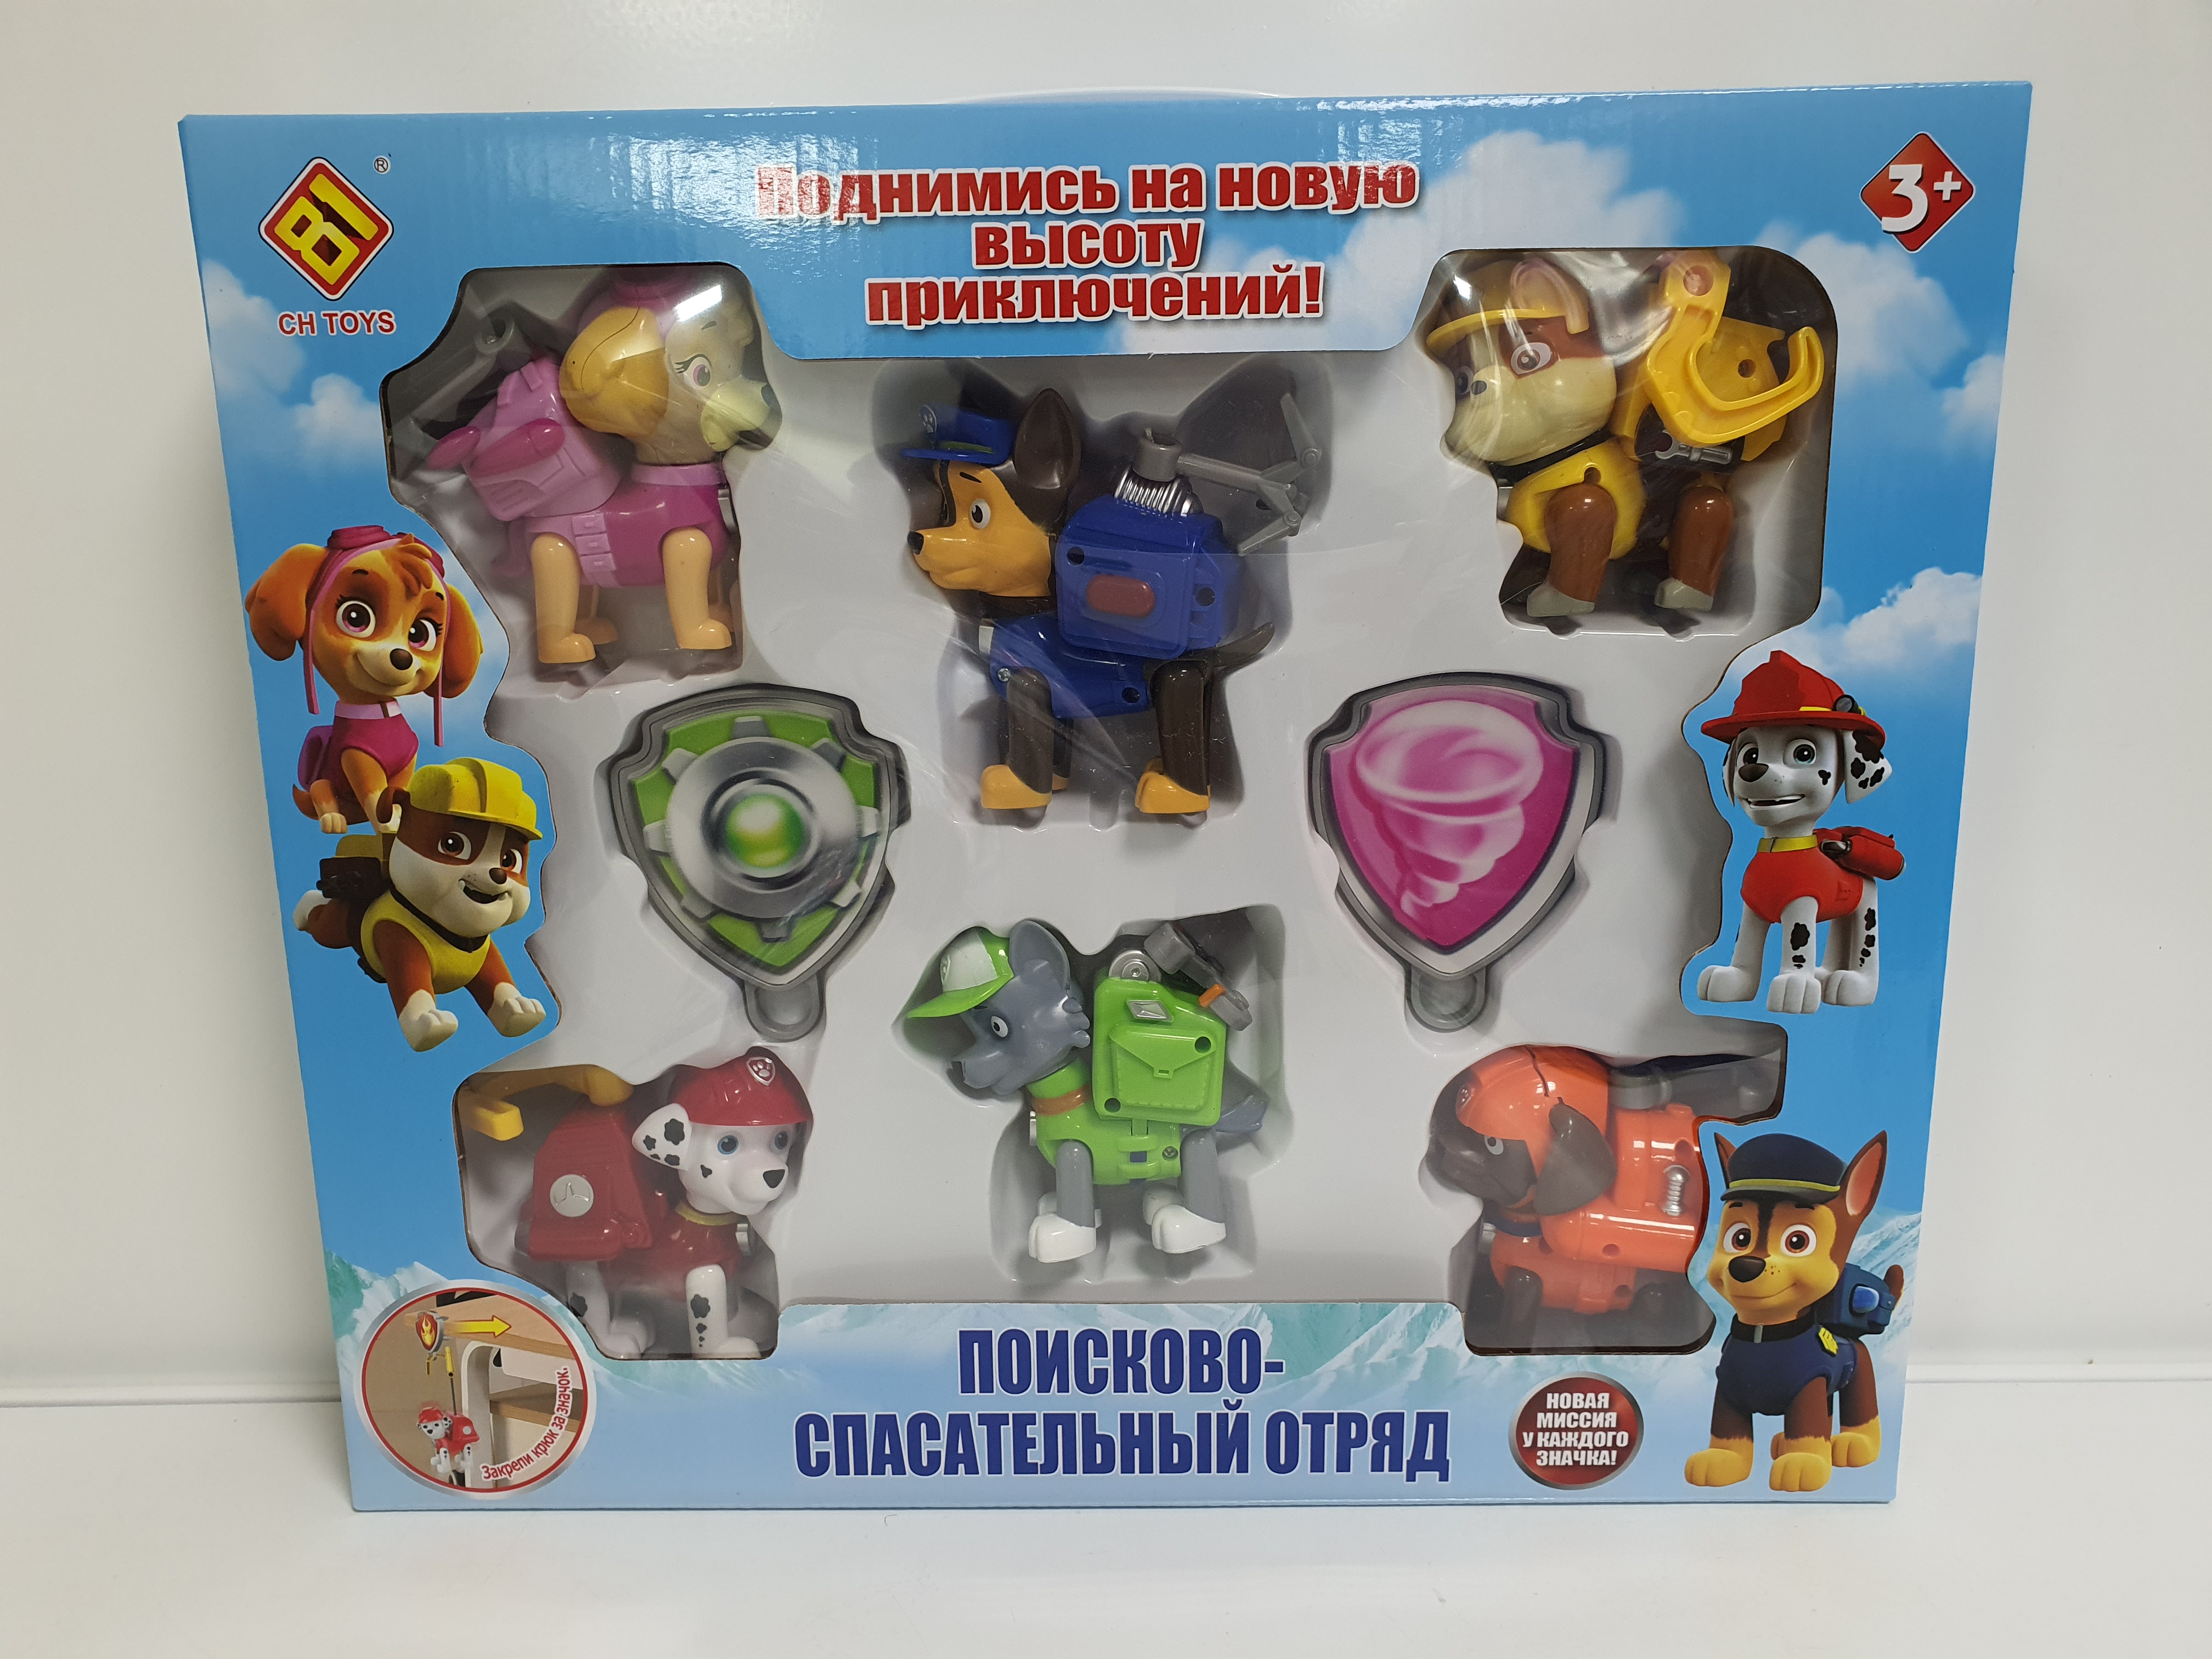 81
®
CH TOYS
Поднимись на новую
высоту
приключений!
3+
Закрепи крюк за значок.
ПОИСКОВО-
СПАСАТЕЛЬНЫЙ ОТРЯД
НОВАЯ
МИССИЯ
У КАЖДОГО
ЗНАЧКА!